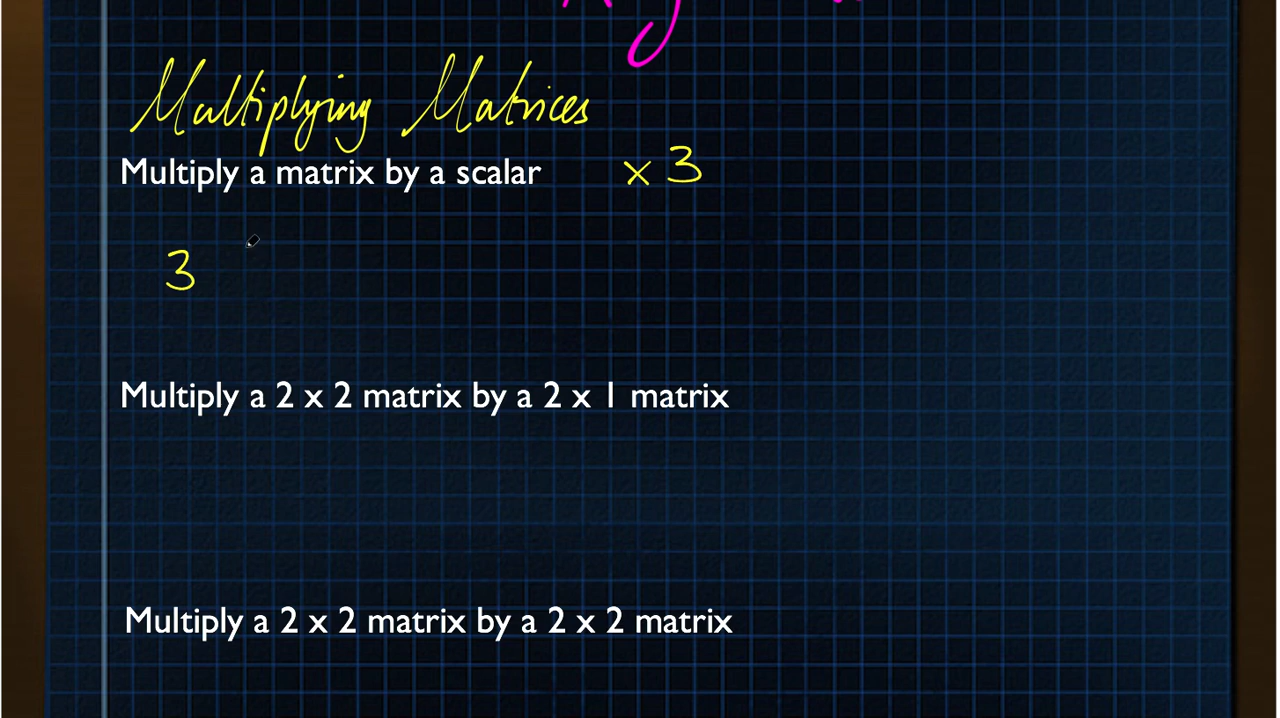 Multiplying Matrices
Multiply a matrix by a scalar × 3
3
Multiply a 2 x 2 matrix by a 2 x 1 matrix
Multiply a 2 x 2 matrix by a 2 x 2 matrix